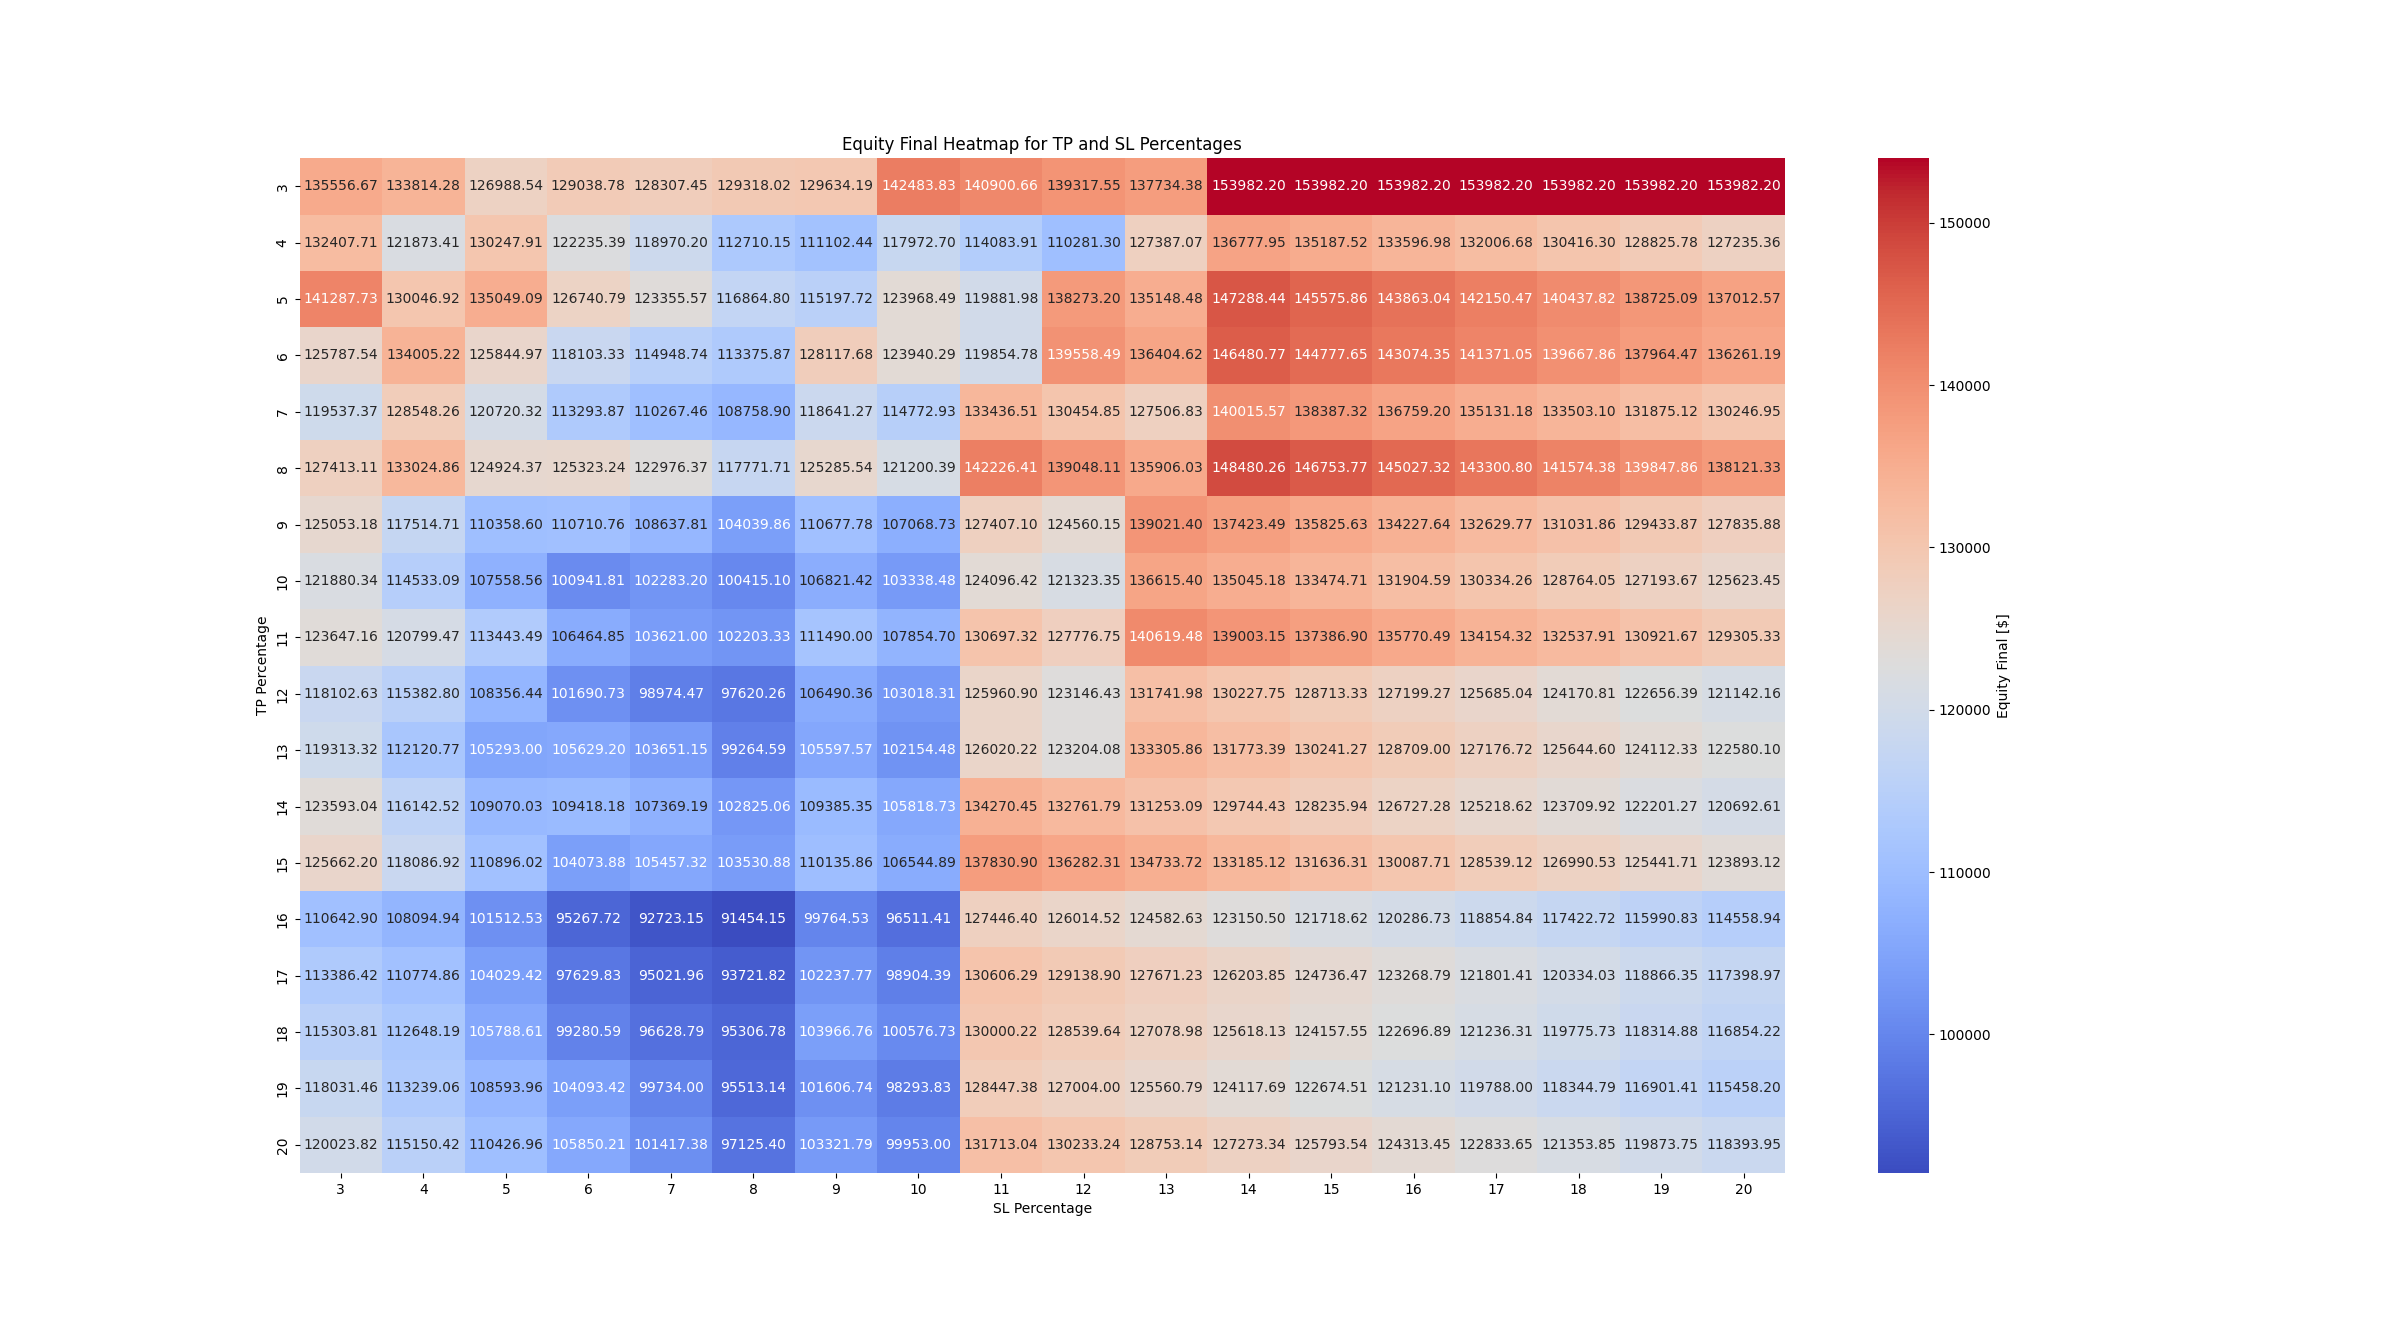 Equity Final Heatmap for TP and SL Percentages
3 135556.67 133814.28 126988.54 129038.78 128307.45 129318.02 129634.19 142483.83 140900.66 139317.55 137734.38 153982.20 153982.20 153982.20 153982.20 153982.20 153982.20 153982.20
4 132407.71 121873.41 130247.91 122235.39 118970.20 112710.15 111102.44 117972.70 114083.91 110281.30 127387.07 136777.95 135187.52 133596.98 132006.68 130416.30 128825.78 127235.36
5 141287.73 130046.92 135049.09 126740.79 123355.57 116864.80 115197.72 123968.49 119881.98 138273.20 135148.48 147288.44 145575.86 143863.04 142150.47 140437.82 138725.09 137012.57
6 125787.54 134005.22 125844.97 118103.33 114948.74 113375.87 128117.68 123940.29 119854.78 139558.49 136404.62 146480.77 144777.65 143074.35 141371.05 139667.86 137964.47 136261.19
7 119537.37 128548.26 120720.32 113293.87 110267.46 108758.90 118641.27 114772.93 133436.51 130454.85 127506.83 140015.57 138387.32 136759.20 135131.18 133503.10 131875.12 130246.95
8 127413.11 133024.86 124924.37 125323.24 122976.37 117771.71 125285.54 121200.39 142226.41 139048.11 135906.03 148480.26 146753.77 145027.32 143300.80 141574.38 139847.86 138121.33
9 125053.18 117514.71 110358.60 110710.76 108637.81 104039.86 110677.78 107068.73 127407.10 124560.15 139021.40 137423.49 135825.63 134227.64 132629.77 131031.86 129433.87 127835.88
10 121880.34 114533.09 107558.56 100941.81 102283.20 100415.10 106821.42 103338.48 124096.42 121323.35 136615.40 135045.18 133474.71 131904.59 130334.26 128764.05 127193.67 125623.45
11 123647.16 120799.47 113443.49 106464.85 103621.00 102203.33 111490.00 107854.70 130697.32 127776.75 140619.48 139003.15 137386.90 135770.49 134154.32 132537.91 130921.67 129305.33
12 118102.63 115382.80 108356.44 101690.73 98974.47 97620.26 106490.36 103018.31 125960.90 123146.43 131741.98 130227.75 128713.33 127199.27 125685.04 124170.81 122656.39 121142.16
13 119313.32 112120.77 105293.00 105629.20 103651.15 99264.59 105597.57 102154.48 126020.22 123204.08 133305.86 131773.39 130241.27 128709.00 127176.72 125644.60 124112.33 122580.10
14 123593.04 116142.52 109070.03 109418.18 107369.19 102825.06 109385.35 105818.73 134270.45 132761.79 131253.09 129744.43 128235.94 126727.28 125218.62 123709.92 122201.27 120692.61
15 125662.20 118086.92 110896.02 104073.88 105457.32 103530.88 110135.86 106544.89 137830.90 136282.31 134733.72 133185.12 131636.31 130087.71 128539.12 126990.53 125441.71 123893.12
16 110642.90 108094.94 101512.53 95267.72 92723.15 91454.15 99764.53 96511.41 127446.40 126014.52 124582.63 123150.50 121718.62 120286.73 118854.84 117422.72 115990.83 114558.94
17 113386.42 110774.86 104029.42 97629.83 95021.96 93721.82 102237.77 98904.39 130606.29 129138.90 127671.23 126203.85 124736.47 123268.79 121801.41 120334.03 118866.35 117398.97
18 115303.81 112648.19 105788.61 99280.59 96628.79 95306.78 103966.76 100576.73 130000.22 128539.64 127078.98 125618.13 124157.55 122696.89 121236.31 119775.73 118314.88 116854.22
19 118031.46 113239.06 108593.96 104093.42 99734.00 95513.14 101606.74 98293.83 128447.38 127004.00 125560.79 124117.69 122674.51 121231.10 119788.00 118344.79 116901.41 115458.20
20 120023.82 115150.42 110426.96 105850.21 101417.38 97125.40 103321.79 99953.00 131713.04 130233.24 128753.14 127273.34 125793.54 124313.45 122833.65 121353.85 119873.75 118393.95
3 4 5 6 7 8 9 10 11 12 13 14 15 16 17 18 19 20
SL Percentage
TP Percentage
150000
140000
130000
120000
110000
100000
Equity Final [$]